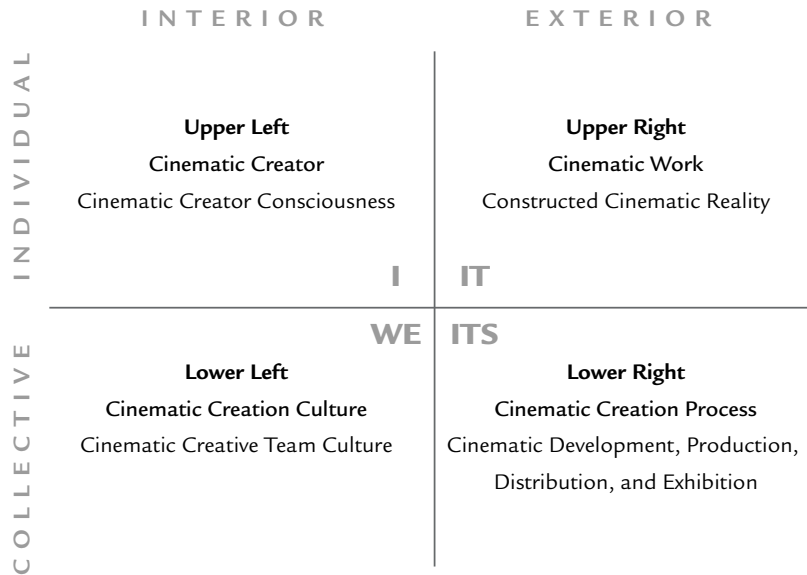 INTERIOR
EXTERIOR
INDIVIDUAL
Upper Left
Cinematic Creator
Cinematic Creator Consciousness
I
Upper Right
Cinematic Work
Constructed Cinematic Reality
IT
COLLECTIVE
WE
Lower Left
Cinematic Creation Culture
Cinematic Creative Team Culture
ITS
Lower Right
Cinematic Creation Process
Cinematic Development, Production,
Distribution, and Exhibition